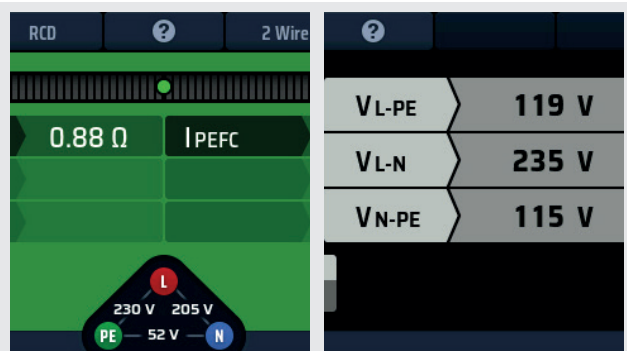 RCD ? 2 Wire
0.88 Ω IPEFC
L
230 V 205 V
PE 52 V N
?
VL-PE 119 V
VL-N 235 V
VN-PE 115 V